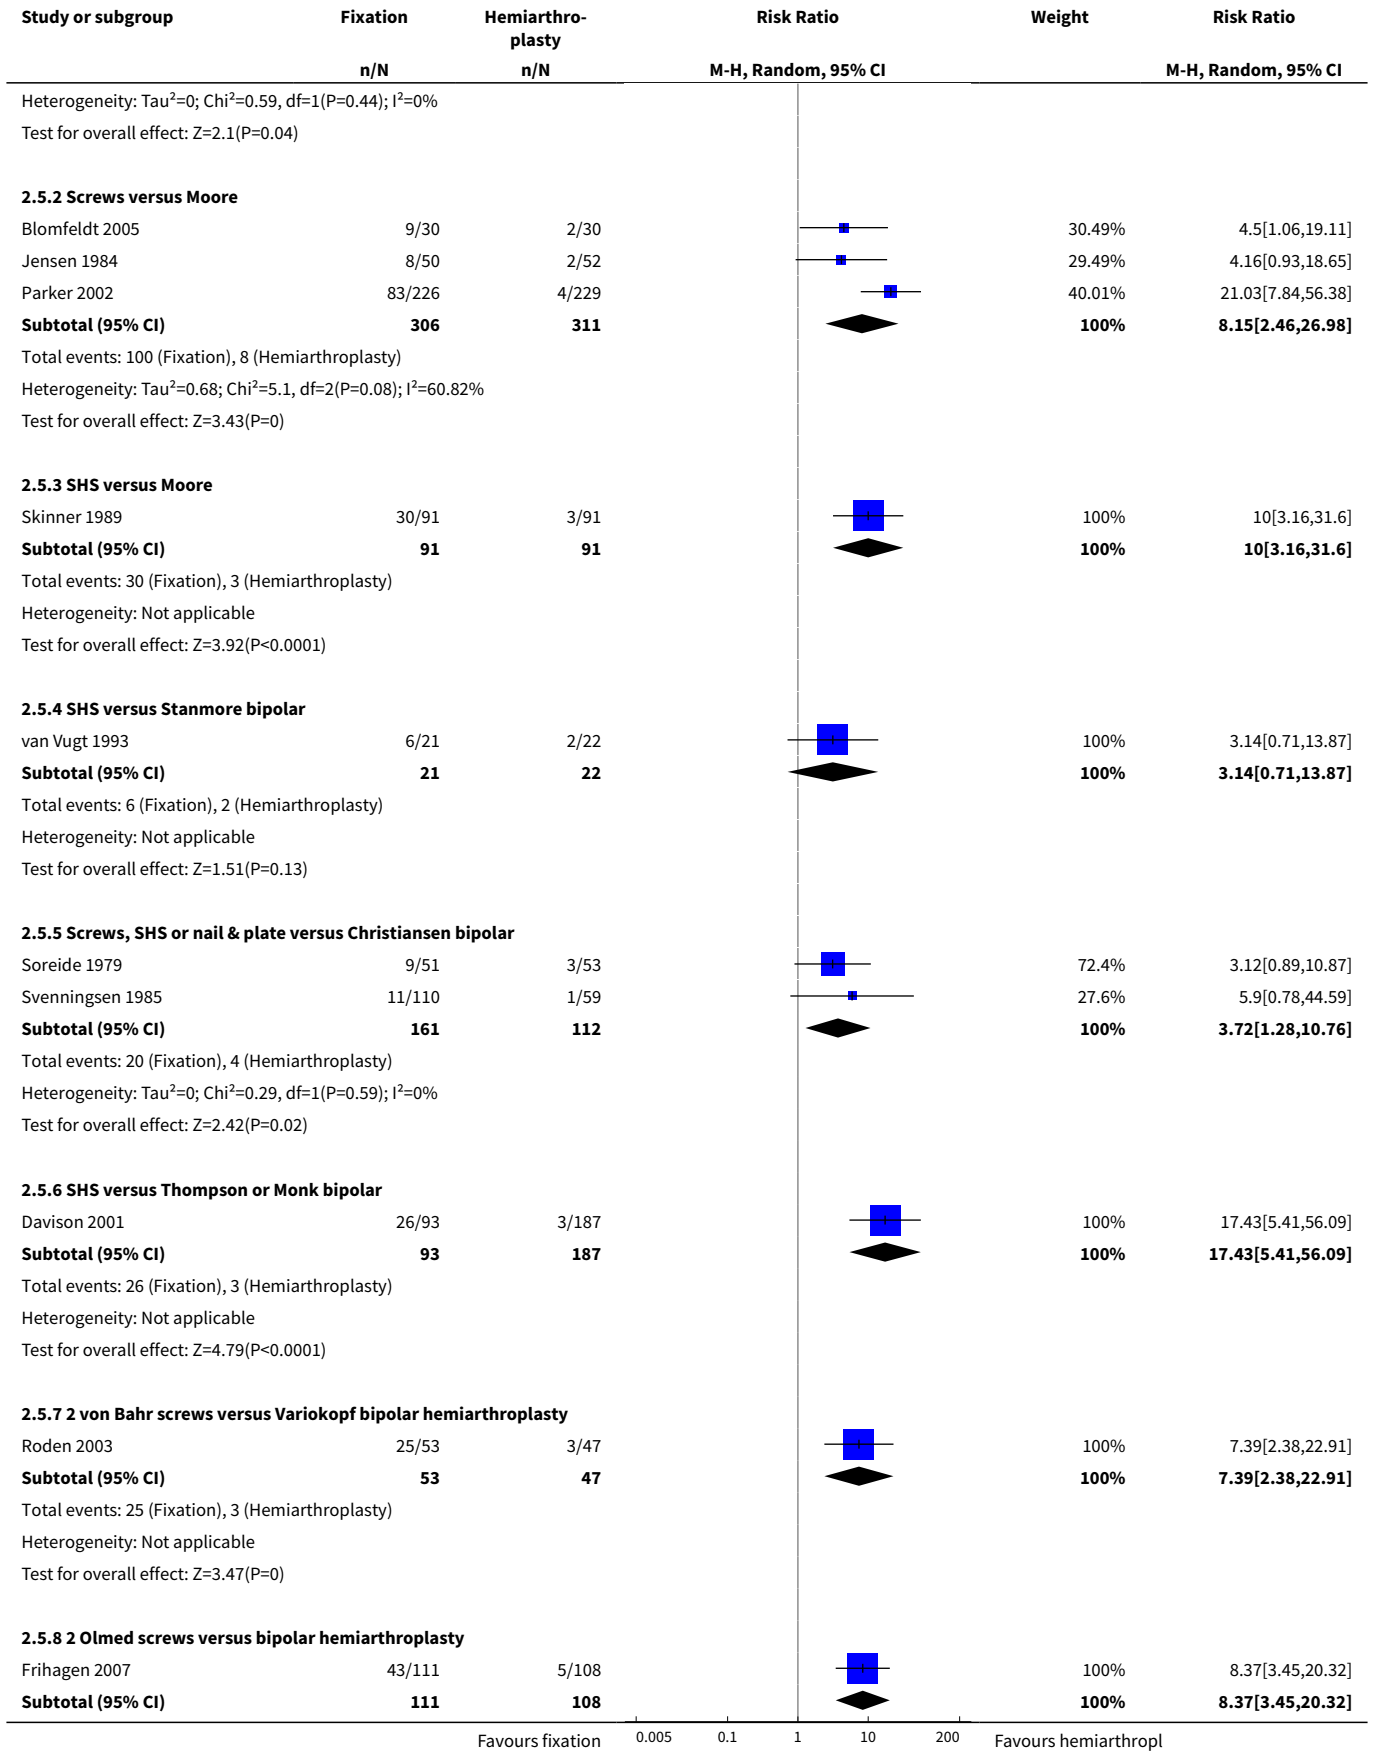 Study or subgroup Fixation Hemiarthro- Risk Ratio Weight Risk Ratio
plasty
n/N n/N M-H, Random, 95% CI M-H, Random, 95% CI
Heterogeneity: Tau²=0; Chi²=0.59, df=1(P=0.44); I²=0%
Test for overall effect: Z=2.1(P=0.04)
2.5.2 Screws versus Moore
Blomfeldt 2005 9/30 2/30 30.49% 4.5[1.06,19.11]
Jensen 1984 8/50 2/52 29.49% 4.16[0.93,18.65]
Parker 2002 83/226 4/229 40.01% 21.03[7.84,56.38]
Subtotal (95% CI) 306 311 100% 8.15[2.46,26.98]
Total events: 100 (Fixation), 8 (Hemiarthroplasty)
Heterogeneity: Tau²=0.68; Chi²=5.1, df=2(P=0.08); I²=60.82%
Test for overall effect: Z=3.43(P=0)
2.5.3 SHS versus Moore
Skinner 1989 30/91 3/91 100% 10[3.16,31.6]
Subtotal (95% CI) 91 91 100% 10[3.16,31.6]
Total events: 30 (Fixation), 3 (Hemiarthroplasty)
Heterogeneity: Not applicable
Test for overall effect: Z=3.92(P<0.0001)
2.5.4 SHS versus Stanmore bipolar
van Vugt 1993 6/21 2/22 100% 3.14[0.71,13.87]
Subtotal (95% CI) 21 22 100% 3.14[0.71,13.87]
Total events: 6 (Fixation), 2 (Hemiarthroplasty)
Heterogeneity: Not applicable
Test for overall effect: Z=1.51(P=0.13)
2.5.5 Screws, SHS or nail & plate versus Christiansen bipolar
Soreide 1979 9/51 3/53 72.4% 3.12[0.89,10.87]
Svenningsen 1985 11/110 1/59 27.6% 5.9[0.78,44.59]
Subtotal (95% CI) 161 112 100% 3.72[1.28,10.76]
Total events: 20 (Fixation), 4 (Hemiarthroplasty)
Heterogeneity: Tau²=0; Chi²=0.29, df=1(P=0.59); I²=0%
Test for overall effect: Z=2.42(P=0.02)
2.5.6 SHS versus Thompson or Monk bipolar
Davison 2001 26/93 3/187 100% 17.43[5.41,56.09]
Subtotal (95% CI) 93 187 100% 17.43[5.41,56.09]
Total events: 26 (Fixation), 3 (Hemiarthroplasty)
Heterogeneity: Not applicable
Test for overall effect: Z=4.79(P<0.0001)
2.5.7 2 von Bahr screws versus Variokopf bipolar hemiarthroplasty
Roden 2003 25/53 3/47 100% 7.39[2.38,22.91]
Subtotal (95% CI) 53 47 100% 7.39[2.38,22.91]
Total events: 25 (Fixation), 3 (Hemiarthroplasty)
Heterogeneity: Not applicable
Test for overall effect: Z=3.47(P=0)
2.5.8 2 Olmed screws versus bipolar hemiarthroplasty
Frihagen 2007 43/111 5/108 100% 8.37[3.45,20.32]
Subtotal (95% CI) 111 108 100% 8.37[3.45,20.32]
Favours fixation 0.005 0.1 1 10 200 Favours hemiarthropl